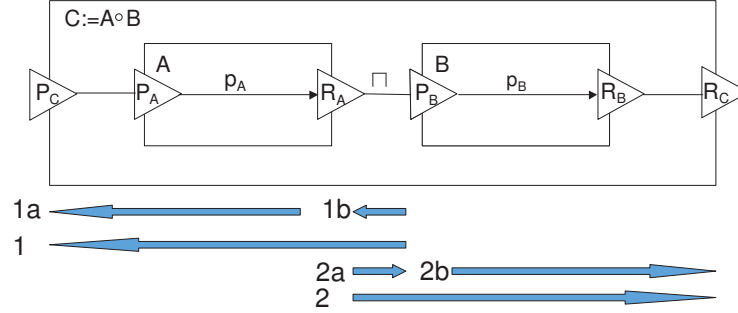 C:=A∘B
A
B
P_C
P_A
p_A
R_A
⊓
P_B
p_B
R_B
R_C
1a
1b
1
2a
2b
2